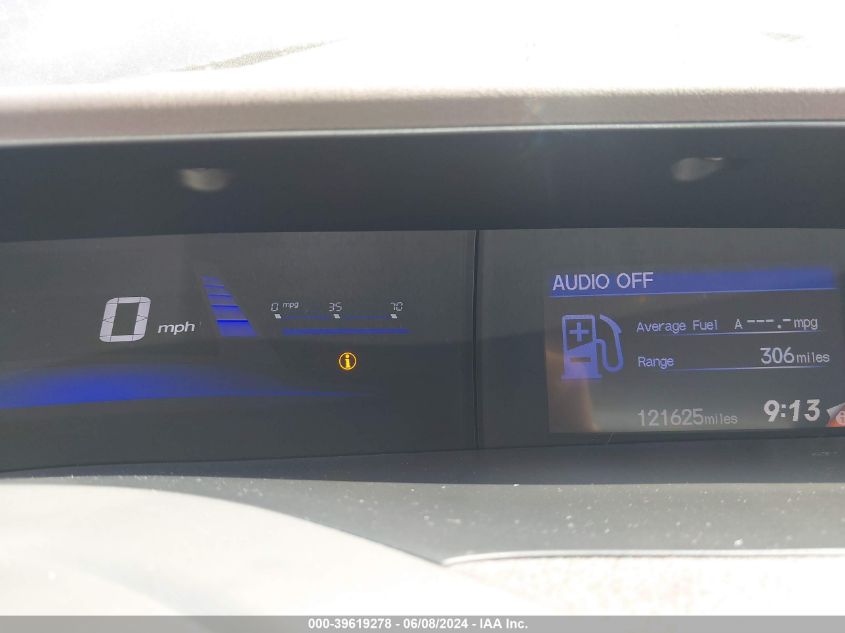 0 mph
0 mpg 35 70
i
AUDIO OFF
Average Fuel A ---.- mpg
Range 306 miles
121625 miles 9:13
000-39619278 - 06/08/2024 - IAA Inc.